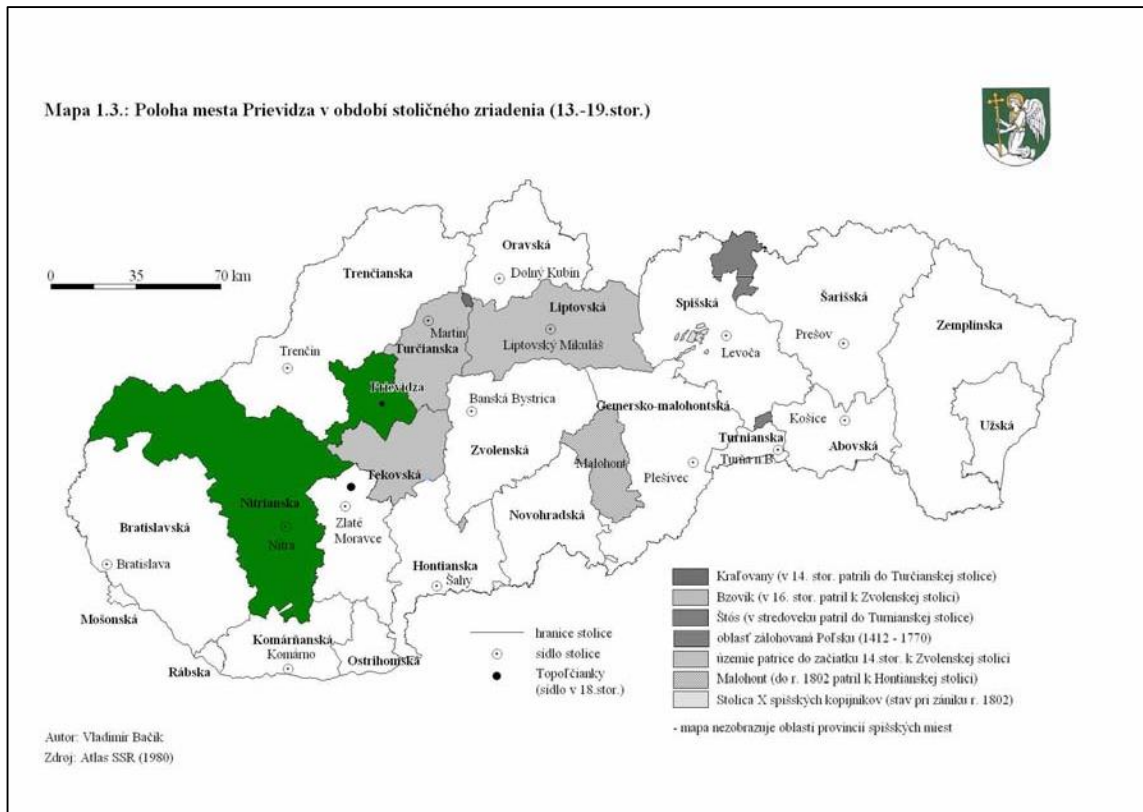 Mapa 1.3.: Poloha mesta Prievidza v období stoličného zriadenia (13.-19.stor.)
0 35 70 km
Oravská
Dolný Kubín
Trenčianska
Liptovská
Spišská
Šarišská
Zemplínska
Martin
Turčianska
Liptovský Mikuláš
Levoča
Prešov
Trenčín
Prievidza
Banská Bystrica
Gemersko-malohontská
Košice
Užská
Turnianska
Turňa n.B.
Abovská
Zvolenská
Malohont
Plešivec
Tekovská
Nitrianska
Nitra
Zlaté
Moravce
Novohradská
Bratislavská
Bratislava
Hontianska
Šahy
Mošonská
Komárňanská
Komárno
Rábska
Ostrihomská
hranice stolice
sídlo stolice
Topoľčianky
(sídlo v 18.stor.)
Kraľovany (v 14. stor. patrili do Turčianskej stolice)
Bzovík (v 16. stor. patril k Zvolenskej stolici)
Štós (v stredoveku patril do Turnianskej stolice)
oblasť zálohovaná Poľsku (1412 - 1770)
územie patrice do začiatku 14.stor. k Zvolenskej stolici
Malohont (do r. 1802 patril k Hontianskej stolici)
Stolica X spišských kopijníkov (stav pri zániku r. 1802)
- mapa nezobrazuje oblasti provincií spišských miest
Autor: Vladimír Bačík
Zdroj: Atlas SSR (1980)